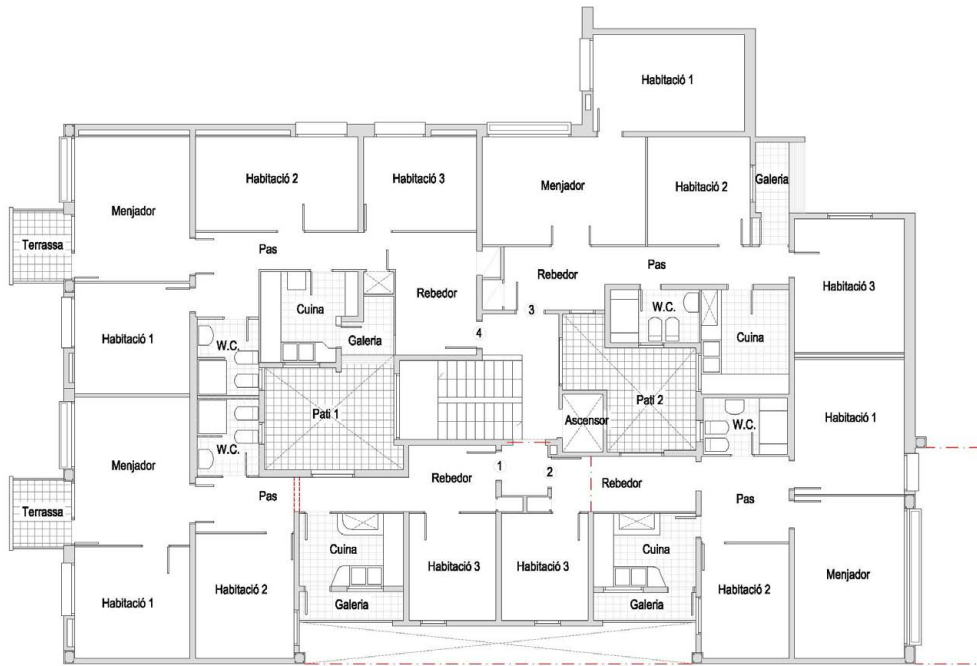 Habitació 1
Habitació 2
Habitació 3
Menjador
Habitació 2
Galeria
Menjador
Terrassa
Pas
Rebedor
Pas
Habitació 3
Cuina
Rebedor
3
W.C.
Cuina
Habitació 1
W.C.
Galeria
4
Pati 1
Pati 2
Ascensor
Habitació 1
W.C.
Menjador
W.C.
Terrassa
Pas
Rebedor
1
2
Rebedor
Pas
Cuina
Habitació 3
Habitació 3
Cuina
Menjador
Habitació 1
Habitació 2
Galeria
Galeria
Habitació 2